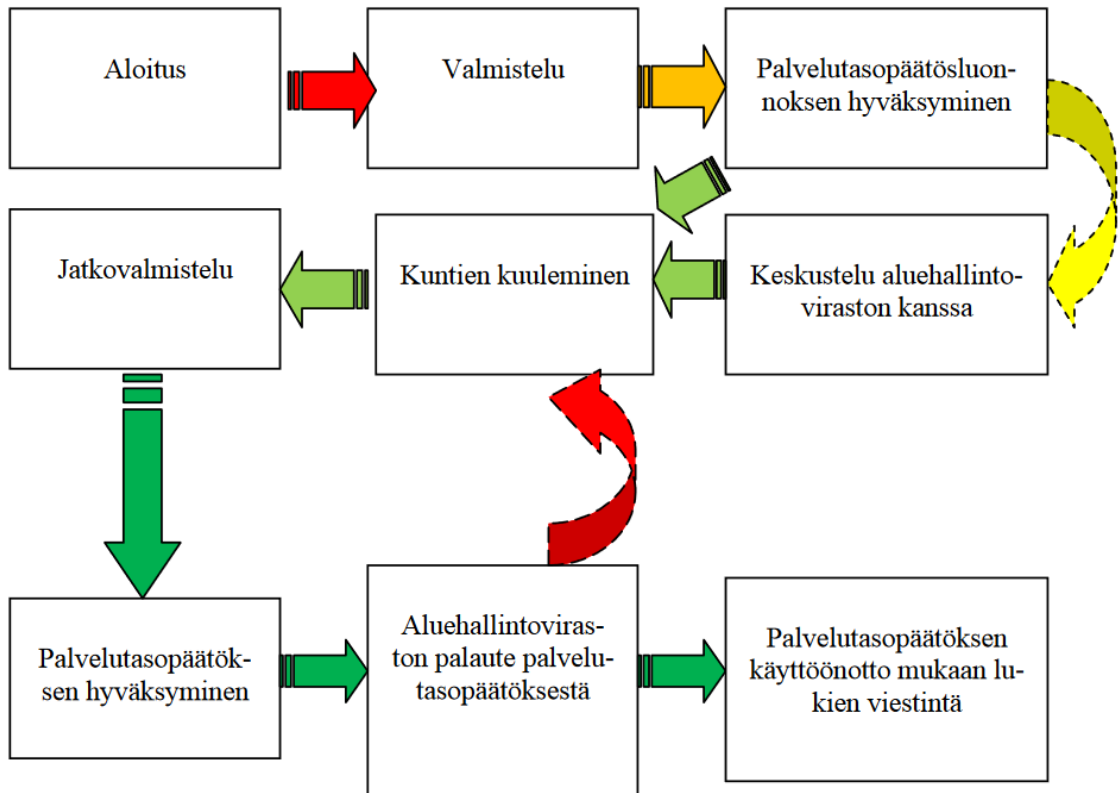 Aloitus
Valmistelu
Palvelutasopäätösluon-
noksen hyväksyminen
Jatkovalmistelu
Kuntien kuuleminen
Keskustelu aluehallinto-
viraston kanssa
Palvelutasopäätök-
sen hyväksyminen
Aluehallintoviras-
ton palaute palvelu-
tasopäätöksestä
Palvelutasopäätöksen
käyttöönotto mukaan lu-
kien viestintä